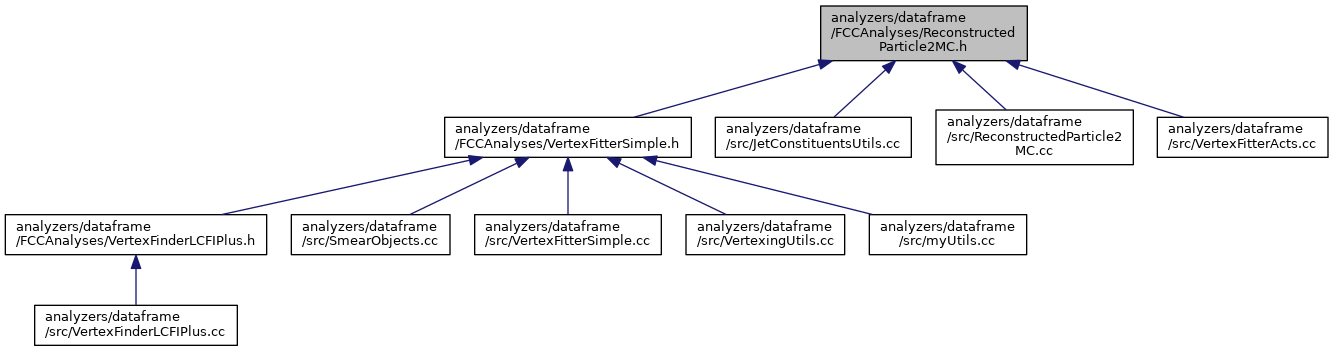 analyzers/dataframe
/FCCAnalyses/Reconstructed
Particle2MC.h
analyzers/dataframe
/FCCAnalyses/VertexFitterSimple.h
analyzers/dataframe
/src/JetConstituentsUtils.cc
analyzers/dataframe
/src/ReconstructedParticle2
MC.cc
analyzers/dataframe
/src/VertexFitterActs.cc
analyzers/dataframe
/FCCAnalyses/VertexFinderLCFIPlus.h
analyzers/dataframe
/src/SmearObjects.cc
analyzers/dataframe
/src/VertexFitterSimple.cc
analyzers/dataframe
/src/VertexingUtils.cc
analyzers/dataframe
/src/myUtils.cc
analyzers/dataframe
/src/VertexFinderLCFIPlus.cc